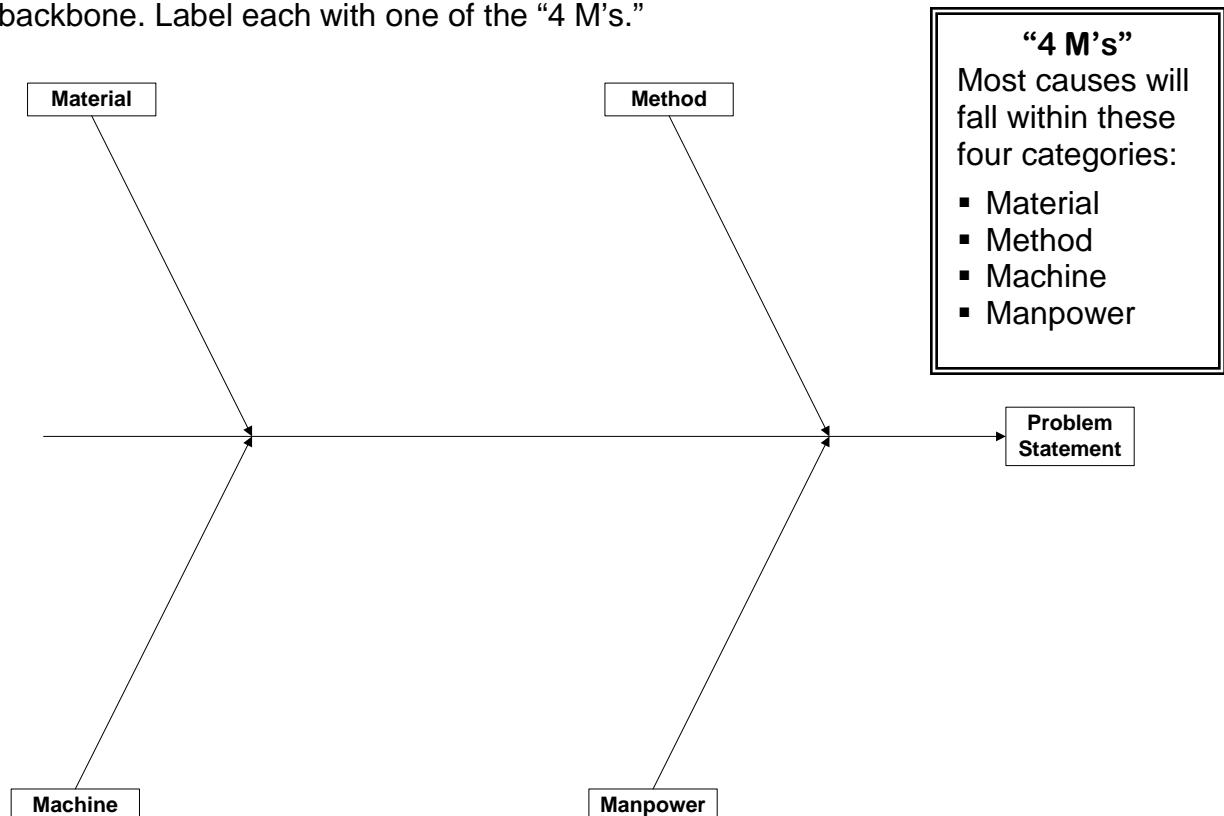 backbone. Label each with one of the “4 M’s.”
“4 M’s”
Most causes will
fall within these
four categories:
▪ Material
▪ Method
▪ Machine
▪ Manpower
Material
Method
Problem
Statement
Machine
Manpower